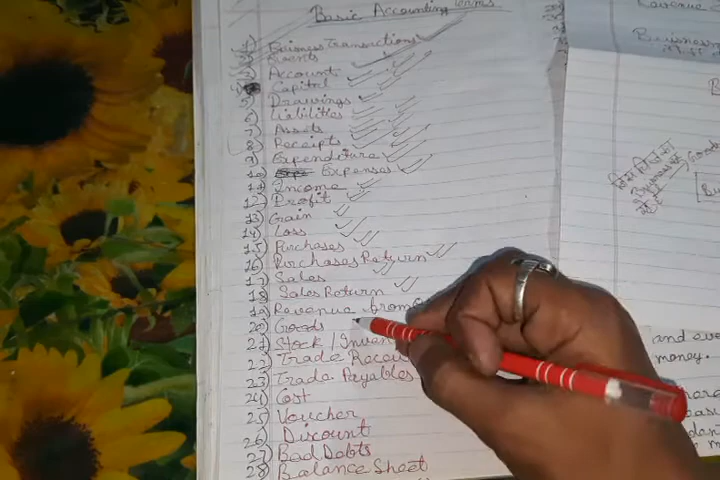 Basic Accounting Terms
1) Business Transactions
2) Events
3) Account
Capital
5) Drawings
6) Liabilities
7) Assets
8) Receipts
9) Expenditure
10) Expenses
11) Income
12) Profit
13) Gain
14) Loss
15) Purchases
16) Purchases Return
17) Sales
18) Sales Return
19) Revenue from
20) Goods
21) Stock / Inven
22) Trade Recei
23) Trade Payables
24) Cost
25) Voucher
26) Discount
27) Bad Debts
28) Balance Sheet
Revenue
Business
and eve
money.